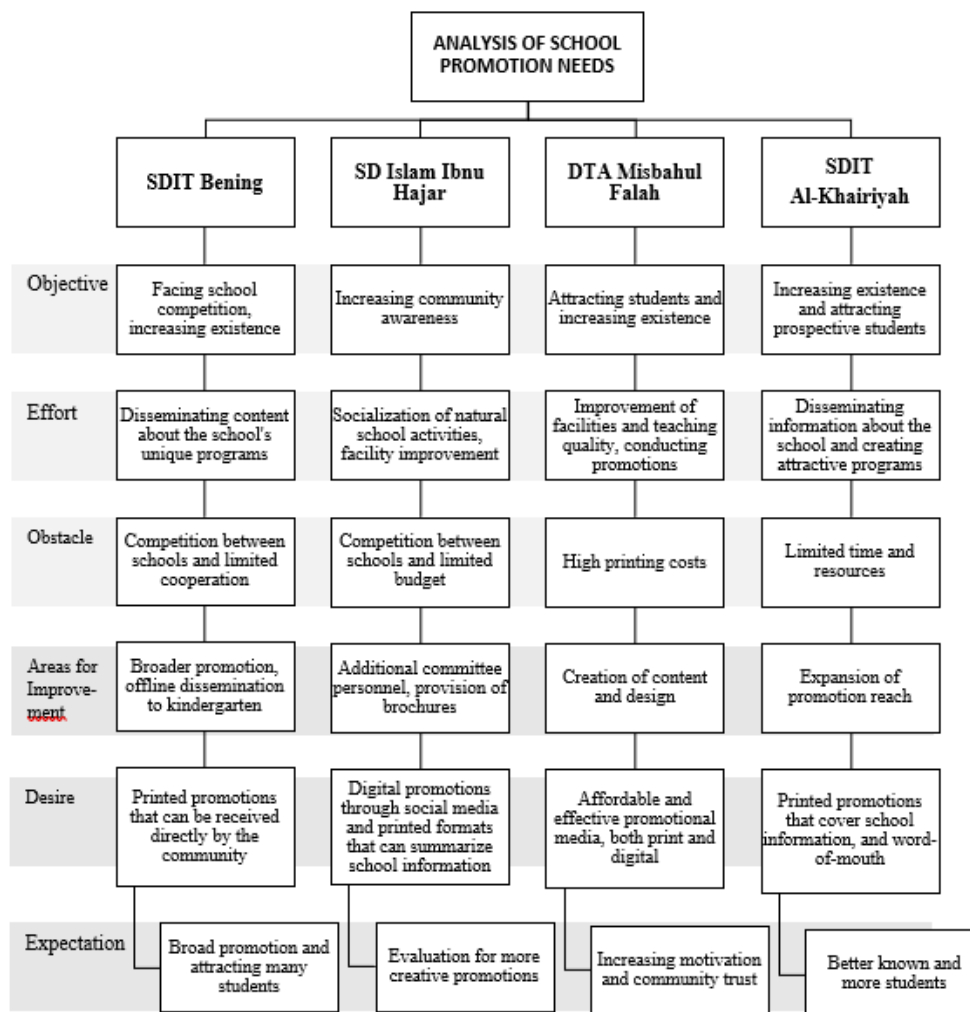 ANALYSIS OF SCHOOL
PROMOTION NEEDS
SDIT Bening
SD Islam Ibnu
Hajar
DTA Misbahul
Falah
SDIT
Al-Khairiyah
Objective
Facing school
competition,
increasing existence
Increasing community
awareness
Attracting students and
increasing existence
Increasing existence
and attracting
prospective students
Effort
Disseminating content
about the school's
unique programs
Socialization of natural
school activities,
facility improvement
Improvement of
facilities and teaching
quality, conducting
promotions
Disseminating
information about the
school and creating
attractive programs
Obstacle
Competition between
schools and limited
cooperation
Competition between
schools and limited
budget
High printing costs
Limited time and
resources
Areas for
Improve-
ment
Broader promotion,
offline dissemination
to kindergarten
Additional committee
personnel, provision of
brochures
Creation of content
and design
Expansion of
promotion reach
Desire
Printed promotions
that can be received
directly by the
community
Digital promotions
through social media
and printed formats
that can summarize
school information
Affordable and
effective promotional
media, both print and
digital
Printed promotions
that cover school
information, and word-
of-mouth
Expectation
Broad promotion and
attracting many
students
Evaluation for more
creative promotions
Increasing motivation
and community trust
Better known and
more students